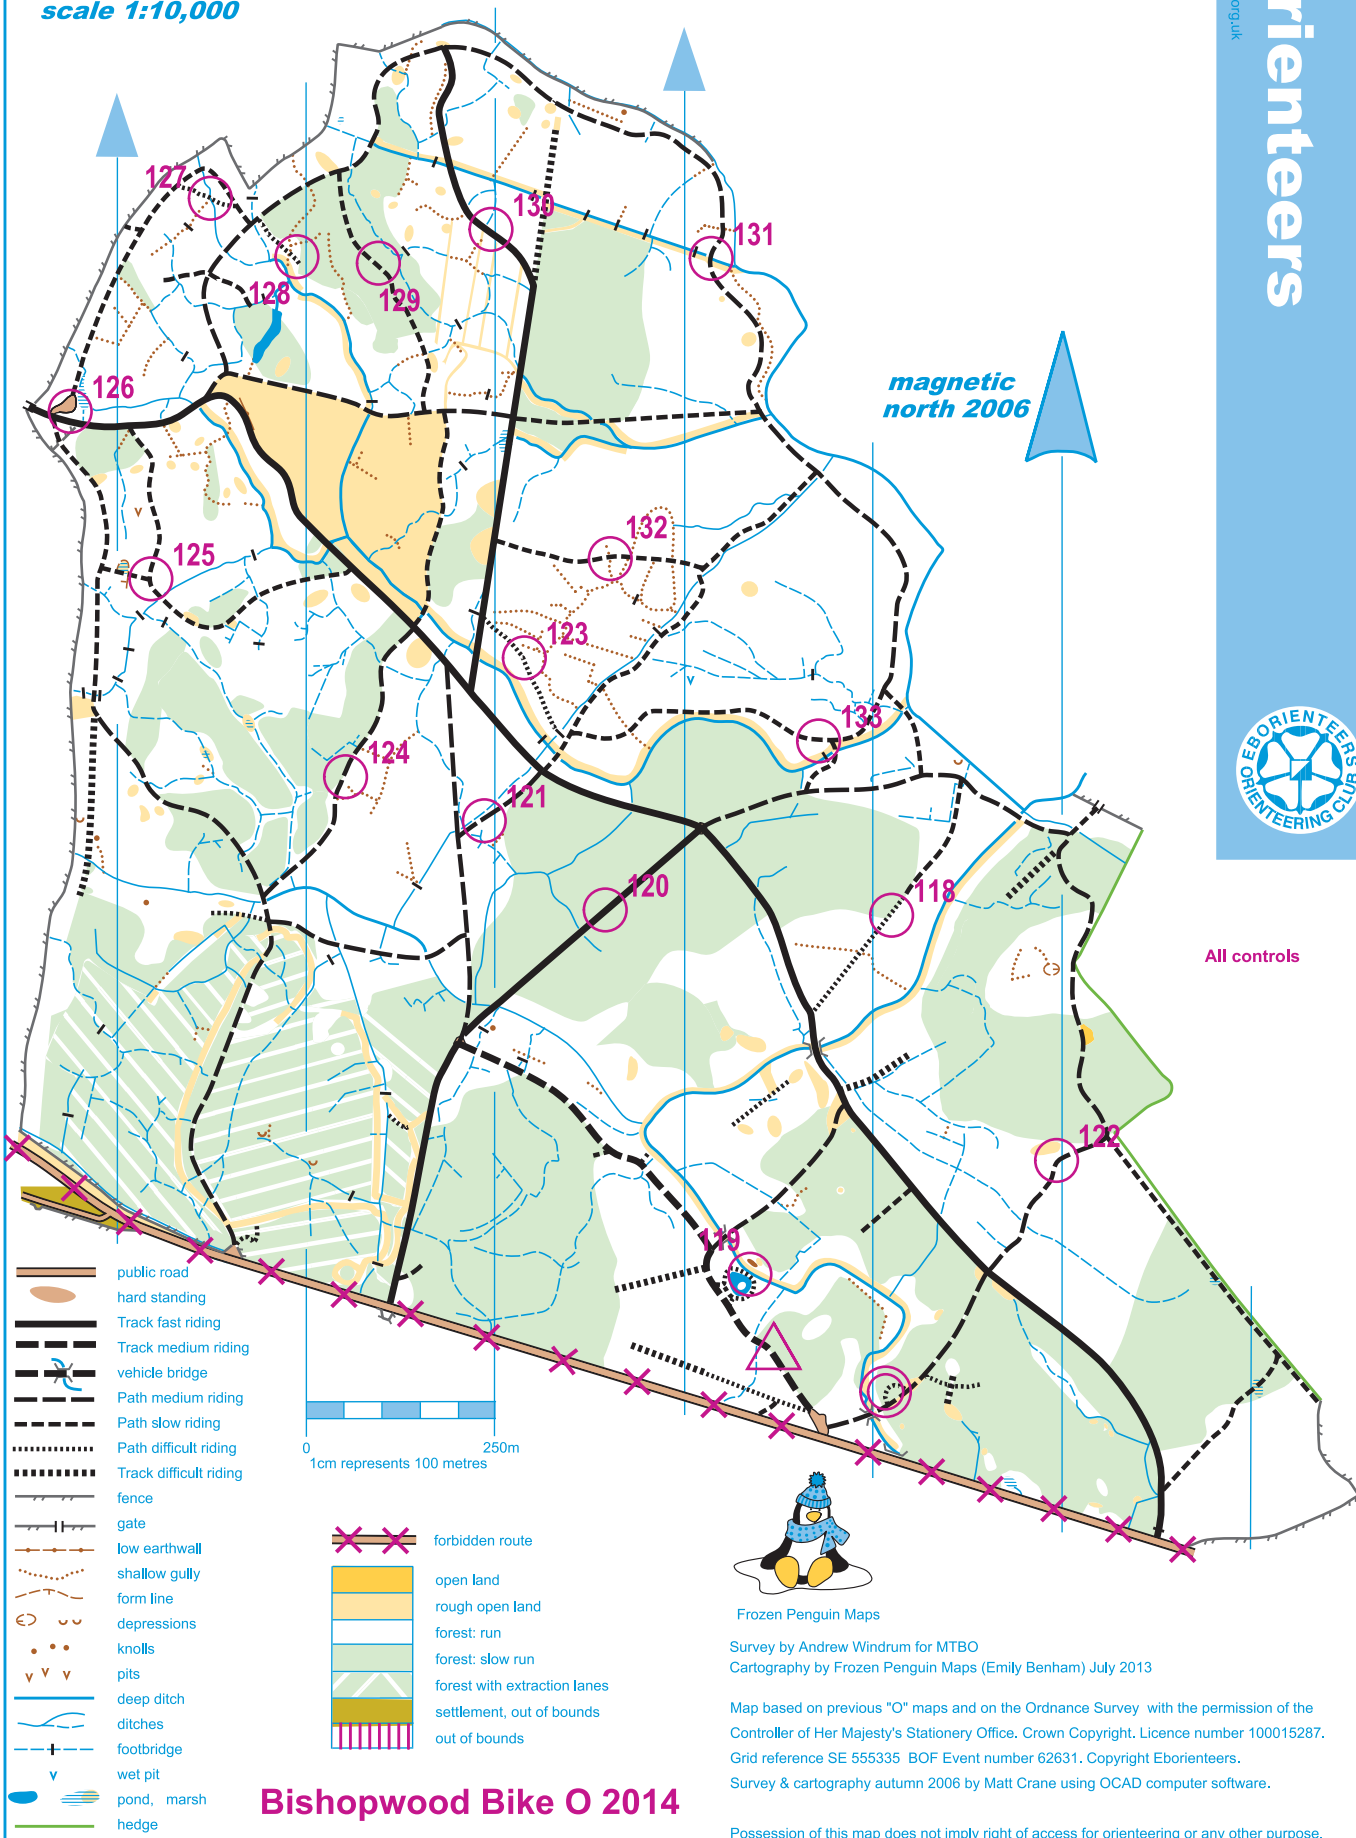 scale 1:10,000
rienteers
org.uk
127
130
131
128
129
126
magnetic
north 2006
132
125
123
133
124
121
EBORIENTEERS
ORIENTEERING CLUB
120
118
All controls
122
119
public road
hard standing
Track fast riding
Track medium riding
vehicle bridge
Path medium riding
Path slow riding
Path difficult riding
Track difficult riding
fence
gate
low earthwall
shallow gully
form line
depressions
knolls
pits
deep ditch
ditches
footbridge
wet pit
pond, marsh
hedge
0 250m
1cm represents 100 metres
forbidden route
open land
rough open land
forest: run
forest: slow run
forest with extraction lanes
settlement, out of bounds
out of bounds
Bishopwood Bike O 2014
Frozen Penguin Maps
Survey by Andrew Windrum for MTBO
Cartography by Frozen Penguin Maps (Emily Benham) July 2013
Map based on previous "O" maps and on the Ordnance Survey with the permission of the
Controller of Her Majesty's Stationery Office. Crown Copyright. Licence number 100015287.
Grid reference SE 555335 BOF Event number 62631. Copyright Eborienteers.
Survey & cartography autumn 2006 by Matt Crane using OCAD computer software.
Possession of this map does not imply right of access for orienteering or any other purpose.